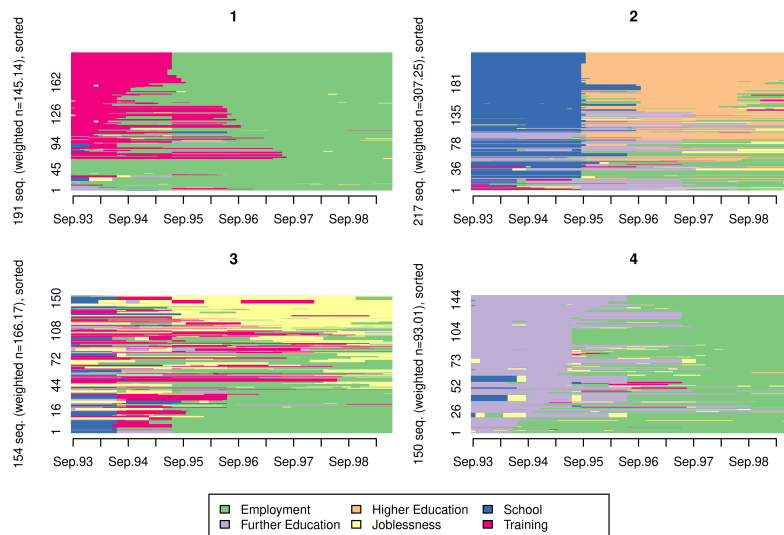 1
191 seq. (weighted n=145.14), sorted
1 45 94 126 162
Sep.93 Sep.94 Sep.95 Sep.96 Sep.97 Sep.98
2
217 seq. (weighted n=307.25), sorted
1 36 78 135 181
Sep.93 Sep.94 Sep.95 Sep.96 Sep.97 Sep.98
3
154 seq. (weighted n=166.17), sorted
1 16 44 72 108 150
Sep.93 Sep.94 Sep.95 Sep.96 Sep.97 Sep.98
4
150 seq. (weighted n=93.01), sorted
1 26 52 73 104 144
Sep.93 Sep.94 Sep.95 Sep.96 Sep.97 Sep.98
Employment Higher Education School
Further Education Joblessness Training